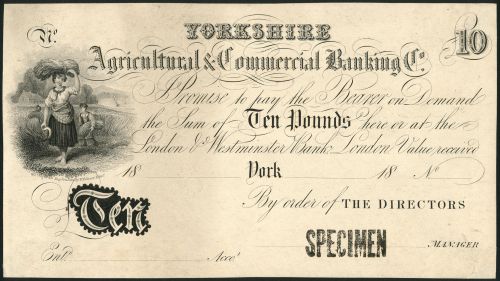 YORKSHIRE
No. 10
Agricultural & Commercial Banking Co.
I Promise to pay the Bearer on Demand
the Sum of Ten Pounds here or at the
London & Westminster Bank, London Value received
18 York 18 No
By order of THE DIRECTORS
Ten
SPECIMEN MANAGER
Entd. Acct.